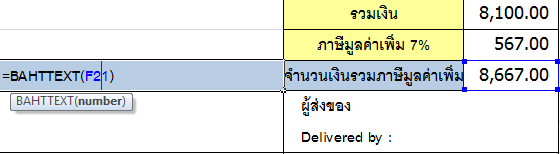 รวมเงิน 8,100.00
ภาษีมูลค่าเพิ่ม 7% 567.00
=BAHTTEXT(F21) จำนวนเงินรวมภาษีมูลค่าเพิ่ม 8,667.00
BAHTTEXT(number)
ผู้ส่งของ
Delivered by :